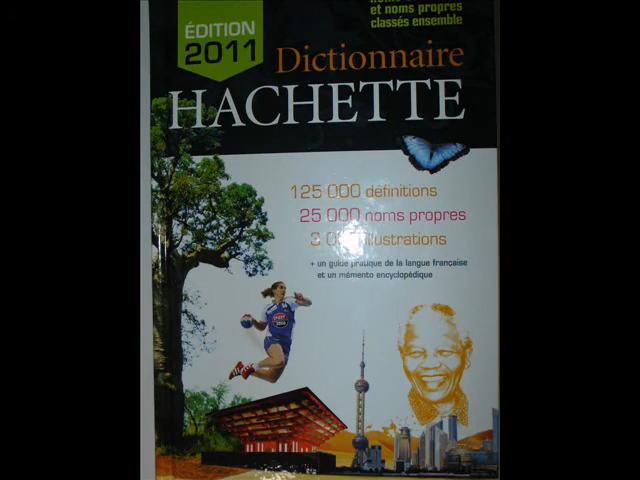 et noms propres
classés ensemble
ÉDITION
2011
Dictionnaire
HACHETTE
125 000 définitions
25 000 noms propres
illustrations
+ un guide pratique de la langue française
et un mémento encyclopédique